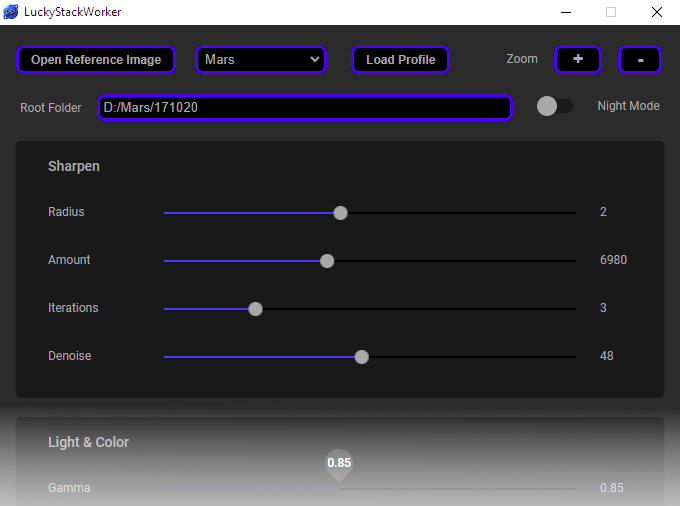 LuckyStackWorker
Open Reference Image Mars Load Profile Zoom + -
Root Folder D:/Mars/171020 Night Mode
Sharpen
Radius 2
Amount 6980
Iterations 3
Denoise 48
Light & Color
0.85
Gamma 0.85